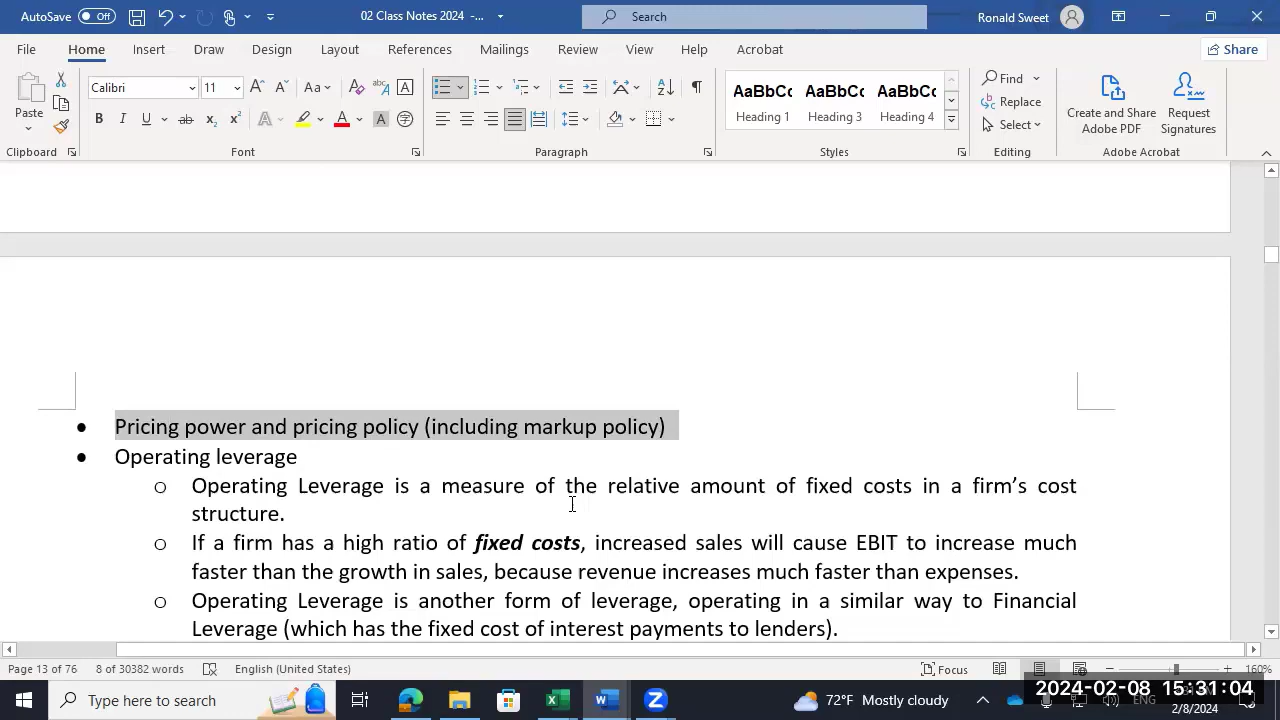 AutoSave Off 02 Class Notes 2024 -... Search Ronald Sweet
File Home Insert Draw Design Layout References Mailings Review View Help Acrobat Share
Paste Calibri 11 Aa AaBbCc AaBbCc AaBbCc Find Replace Select
Heading 1 Heading 3 Heading 4 Create and Share Adobe PDF Request Signatures
Clipboard Font Paragraph Styles Editing Adobe Acrobat
• Pricing power and pricing policy (including markup policy)
• Operating leverage
o Operating Leverage is a measure of the relative amount of fixed costs in a firm's cost
structure.
o If a firm has a high ratio of fixed costs, increased sales will cause EBIT to increase much
faster than the growth in sales, because revenue increases much faster than expenses.
o Operating Leverage is another form of leverage, operating in a similar way to Financial
Leverage (which has the fixed cost of interest payments to lenders).
Page 13 of 76 8 of 30382 words English (United States) Focus 160%
Type here to search 72°F Mostly cloudy ENG
2024-02-08 15:31:04
2/8/2024